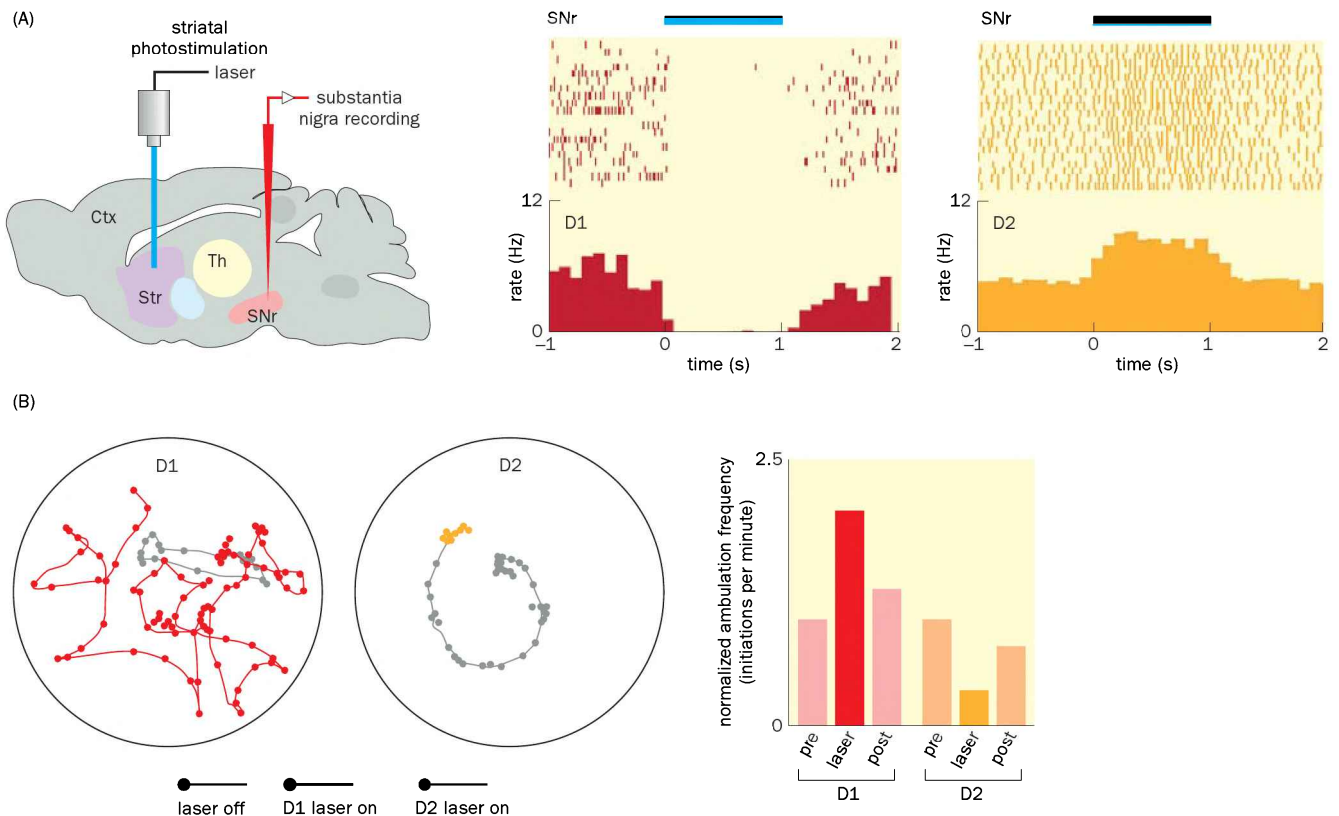 (A)
striatal
photostimulation
laser
substantia
nigra recording
Ctx
Th
Str
SNr
SNr
12
D1
rate (Hz)
0
–1
0
1
2
time (s)
SNr
12
D2
rate (Hz)
0
–1
0
1
2
time (s)
(B)
D1
D2
laser off
D1 laser on
D2 laser on
2.5
normalized ambulation frequency
(initiations per minute)
0
pre
laser
post
pre
laser
post
D1
D2